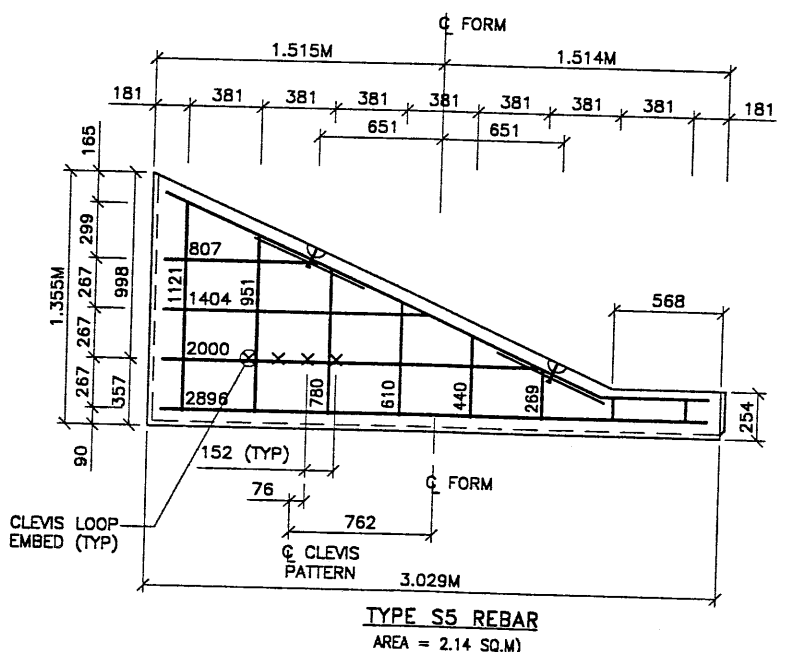 ℄ FORM
1.515M 1.514M
181 381 381 381 381 381 381 381 181
651 651
165
299
267
267
267
90
1.355M
998
357
807
1404
2000
2896
1121
951
780
610
440
269
568
254
152 (TYP)
76
762
℄ FORM
CLEVIS LOOP
EMBED (TYP)
℄ CLEVIS
PATTERN
3.029M
TYPE S5 REBAR
AREA = 2.14 SQ.M)